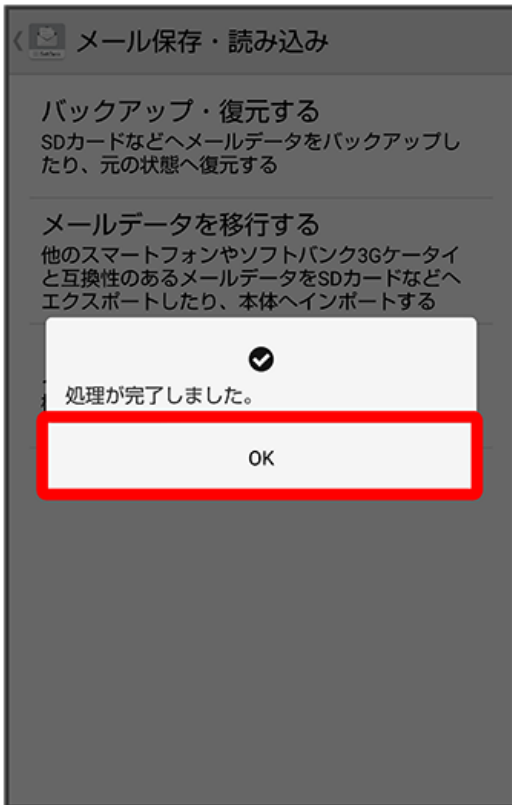 メール保存・読み込み
バックアップ・復元する
SDカードなどへメールデータをバックアップし
たり、元の状態へ復元する
メールデータを移行する
他のスマートフォンやソフトバンク3Gケータイ
と互換性のあるメールデータをSDカードなどへ
エクスポートしたり、本体へインポートする
処理が完了しました。
OK